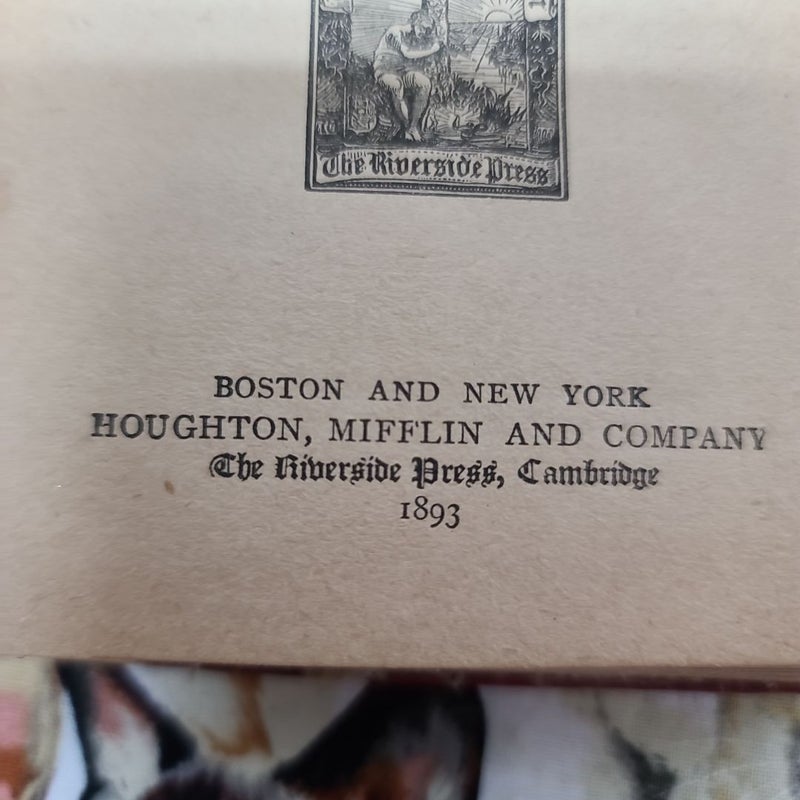 The Riverside Press
BOSTON AND NEW YORK
HOUGHTON, MIFFLIN AND COMPANY
The Riverside Press, Cambridge
1893